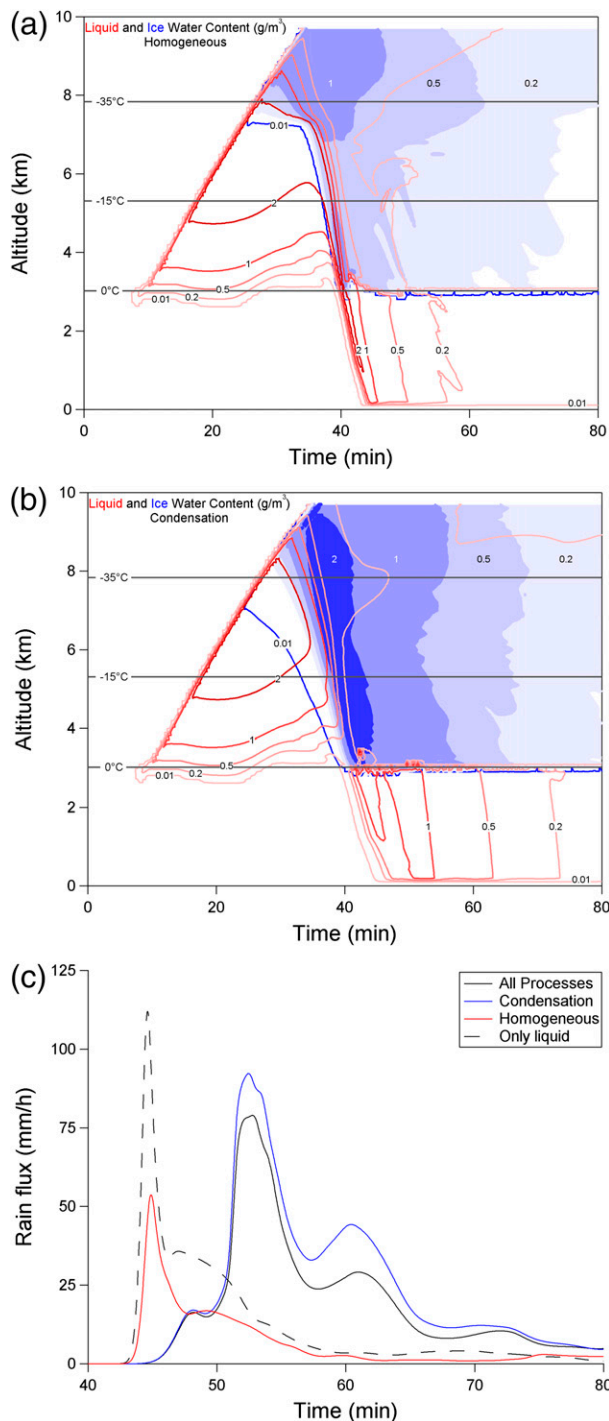 (a)
Liquid and Ice Water Content (g/m³)
Homogeneous
10
8
6
4
2
0
Altitude (km)
-35°C
-15°C
0°C
1
0.5
0.2
0.01
2
1
0.5
0.01
0.2
2 1
0.5
0.2
0.01
0
20
40
60
80
Time (min)
(b)
Liquid and Ice Water Content (g/m³)
Condensation
10
8
6
4
2
0
Altitude (km)
-35°C
-15°C
0°C
2
1
0.5
0.2
0.01
2
1
0.5
0.01
0.2
1
0.5
0.2
0.01
0
20
40
60
80
Time (min)
(c)
125
100
75
50
25
0
Rain flux (mm/h)
All Processes
Condensation
Homogeneous
Only liquid
40
50
60
70
80
Time (min)